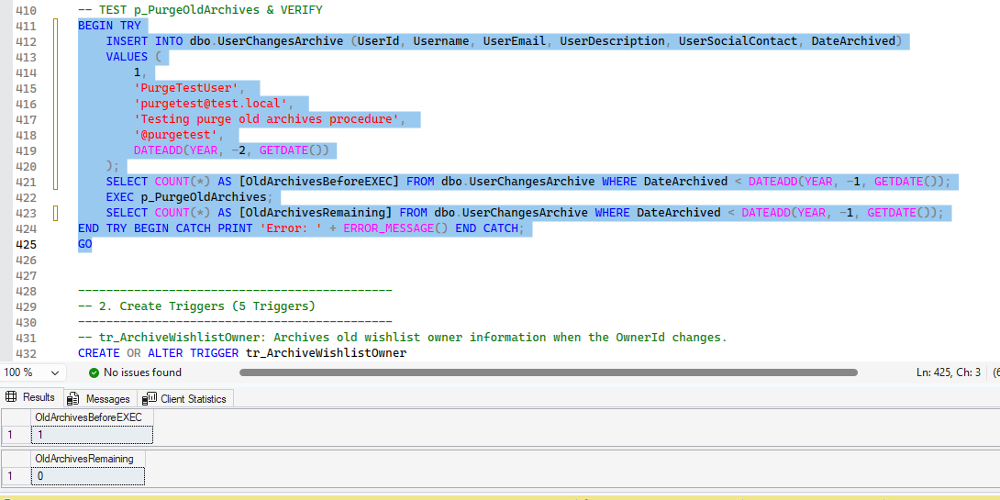 410 -- TEST p_PurgeOldArchives & VERIFY
411 BEGIN TRY
412 INSERT INTO dbo.UserChangesArchive (UserId, Username, UserEmail, UserDescription, UserSocialContact, DateArchived)
413 VALUES (
414 1,
415 'PurgeTestUser',
416 'purgetest@test.local',
417 'Testing purge old archives procedure',
418 '@purgetest',
419 DATEADD(YEAR, -2, GETDATE())
420 );
421 SELECT COUNT(*) AS [OldArchivesBeforeEXEC] FROM dbo.UserChangesArchive WHERE DateArchived < DATEADD(YEAR, -1, GETDATE());
422 EXEC p_PurgeOldArchives;
423 SELECT COUNT(*) AS [OldArchivesRemaining] FROM dbo.UserChangesArchive WHERE DateArchived < DATEADD(YEAR, -1, GETDATE());
424 END TRY BEGIN CATCH PRINT 'Error: ' + ERROR_MESSAGE() END CATCH;
425 GO
426
427
428 ---------------------------------------------
429 -- 2. Create Triggers (5 Triggers)
430 ---------------------------------------------
431 -- tr_ArchiveWishlistOwner: Archives old wishlist owner information when the OwnerId changes.
432 CREATE OR ALTER TRIGGER tr_ArchiveWishlistOwner
100 % No issues found Ln: 425, Ch: 3 (6
Results Messages Client Statistics
OldArchivesBeforeEXEC
1 1
OldArchivesRemaining
1 0